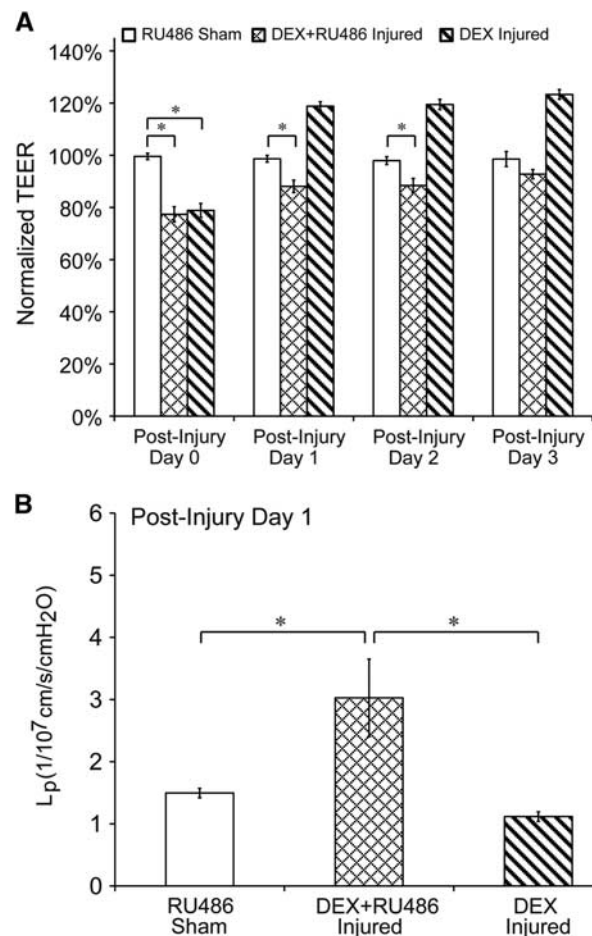 A
RU486 Sham DEX+RU486 Injured DEX Injured
140%
120%
100%
80%
60%
40%
20%
0%
Normalized TEER
* * * *
Post-Injury Day 0
Post-Injury Day 1
Post-Injury Day 2
Post-Injury Day 3
B
Post-Injury Day 1
6
5
4
3
2
1
0
Lp(1/10⁷cm/s/cmH₂O)
* *
RU486 Sham
DEX+RU486 Injured
DEX Injured